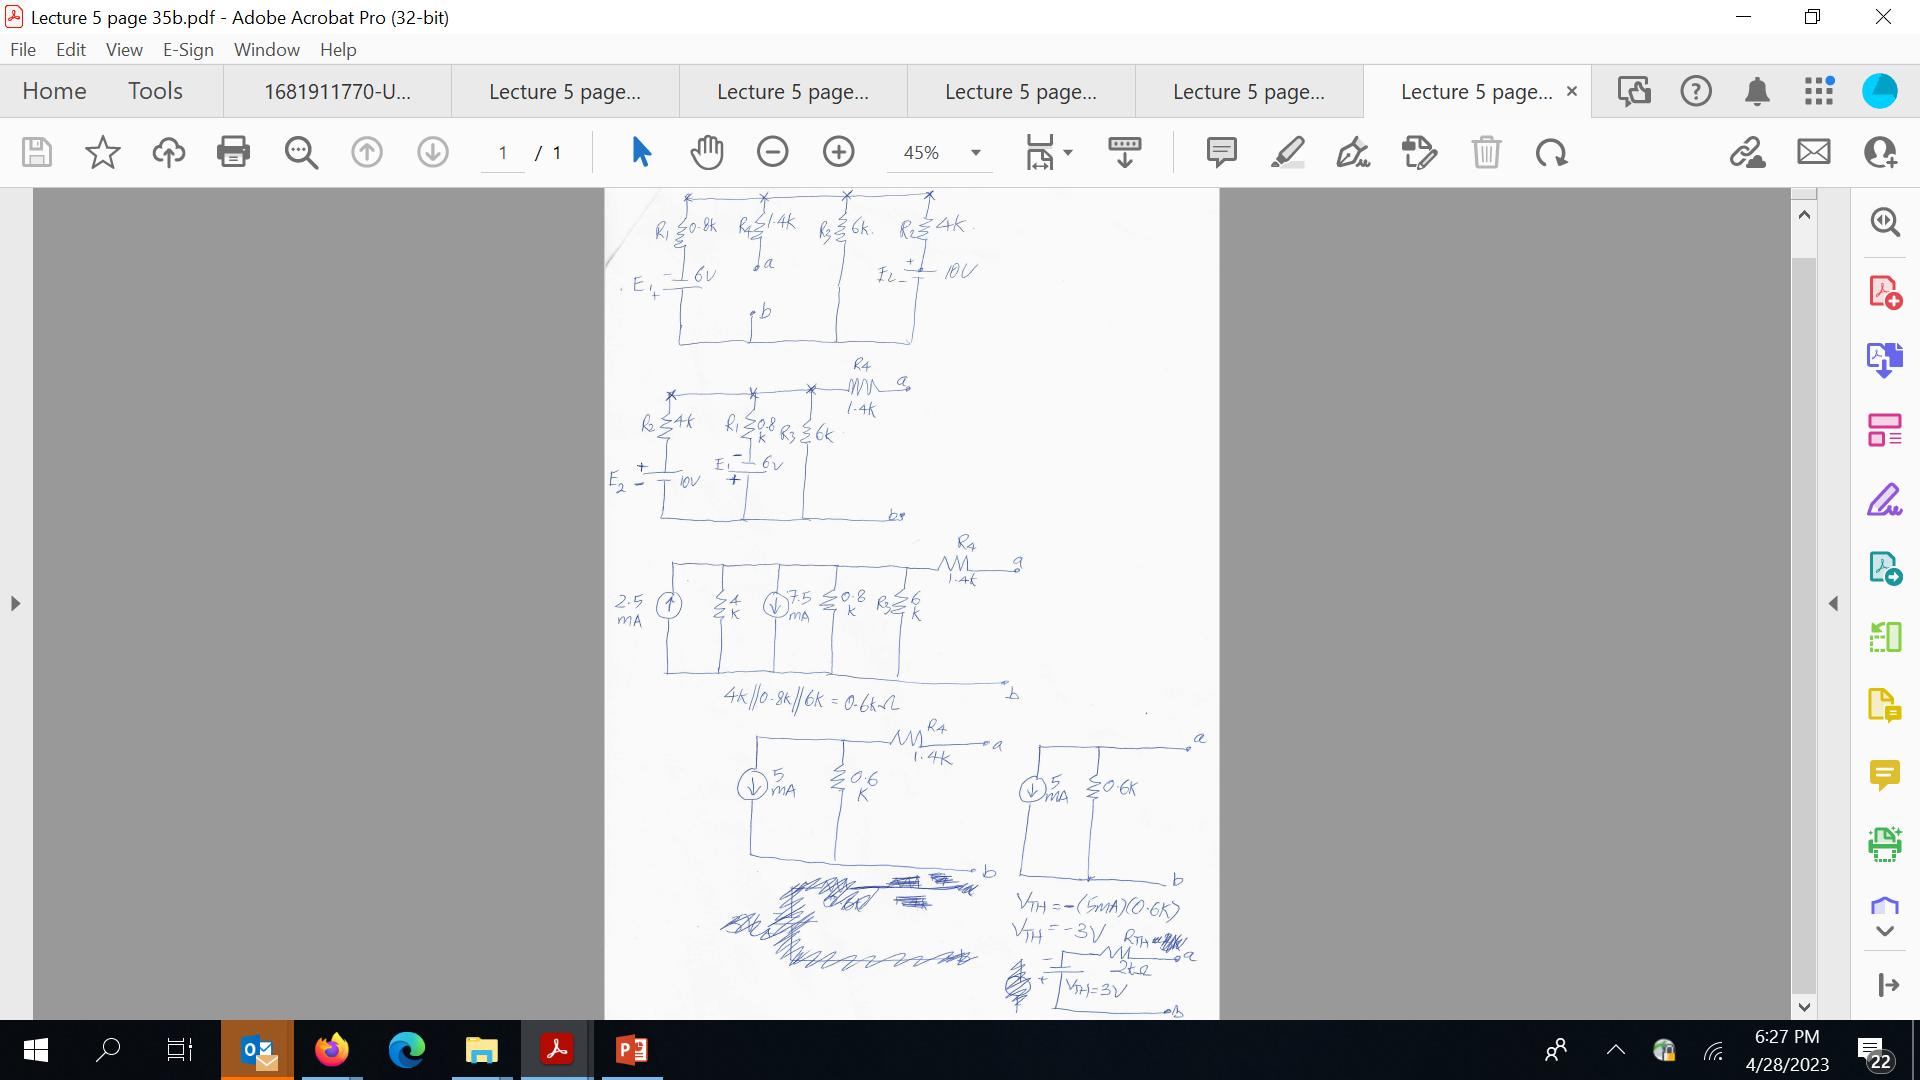 Lecture 5 page 35b.pdf - Adobe Acrobat Pro (32-bit)
File Edit View E-Sign Window Help
Home Tools 1681911770-U... Lecture 5 page... Lecture 5 page... Lecture 5 page... Lecture 5 page... Lecture 5 page... ×
1 / 1 45%
R1 0.8k R4 1.4k R3 6k. R2 4k.
a
E1 - + 6V
E2 + - 10V
b
R4
a
1.4k
R2 4k R1 0.8 k R3 6k
E2 + - 10V E1 - + 6V
b
R4
a
1.4k
2.5 mA 4 k 7.5 mA 0.8 k R3 6 k
b
4k//0.8k//6k = 0.6kΩ
R4
a
1.4k
5 mA 0.6 k
b
a
5 mA 0.6k
b
VTH = -(5mA)(0.6k)
VTH = -3V
RTH
a
2kΩ
- + VTH = 3V
b
6:27 PM
4/28/2023
22